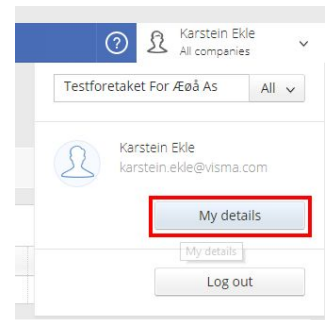 Karstein Ekle
All companies
Testforetaket For Æøå As All
Karstein Ekle
karstein.ekle@visma.com
My details
My details
Log out